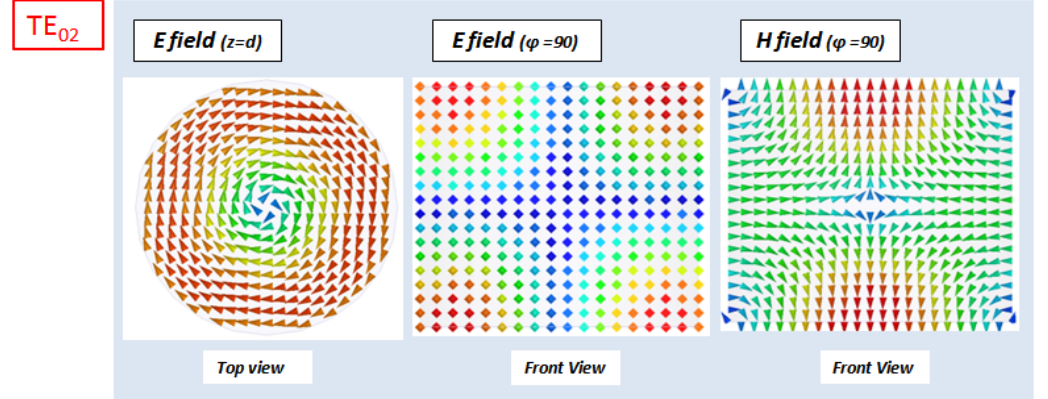 TE02
E field (z=d)
E field (φ =90)
H field (φ =90)
Top view
Front View
Front View